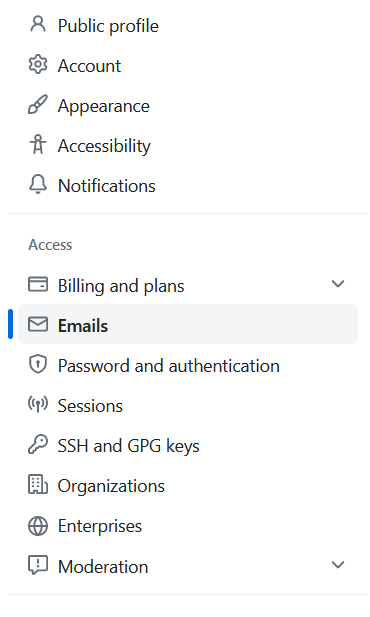 Public profile
Account
Appearance
Accessibility
Notifications
Access
Billing and plans
Emails
Password and authentication
Sessions
SSH and GPG keys
Organizations
Enterprises
Moderation